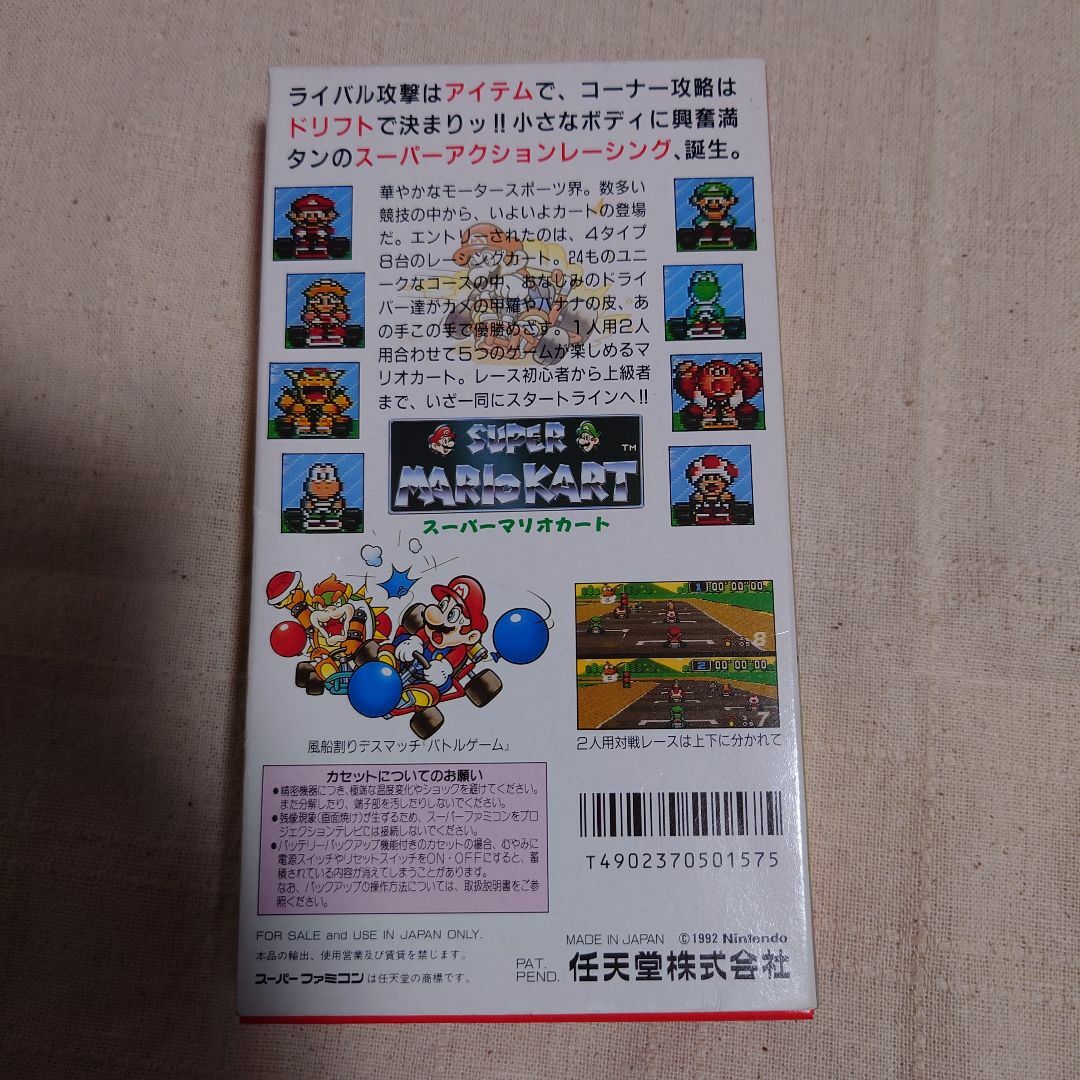 ライバル攻撃はアイテムで、コーナー攻略は
ドリフトで決まりッ!!小さなボディに興奮満
タンのスーパーアクションレーシング、誕生。
華やかなモータースポーツ界。数多い
競技の中から、いよいよカートの登場
だ。エントリーされたのは、4タイプ
8台のレーシングカート。24ものユニ
ークなコースの中 おなじみのドライ
バー達がカメの甲羅やバナナの皮、あ
の手この手で優勝めざす。1人用2人
用合わせて5つのゲームが楽しめるマ
リオカート。レース初心者から上級者
まで、いざ一同にスタートラインへ!!
SUPER
MARIO KART TM
スーパーマリオカート
1 00'00"00
8
2 00'00"00
7
風船割りデスマッチ『バトルゲーム』
2人用対戦レースは上下に分かれて
カセットについてのお願い
●精密機器につき、極端な温度変化やショックを避けてください。
また分解したり、端子部を汚したりしないでください。
●残像現象(画面焼け)が生ずるため、スーパーファミコンをプロ
ジェクションテレビには接続しないでください。
●バッテリーバックアップ機能付きのカセットの場合、むやみに
電源スイッチやリセットスイッチをON・OFFにすると、蓄
積されている内容が消えてしまうことがあります。
なお、バックアップの操作方法については、取扱説明書をご参
照ください。
T4902370501575
FOR SALE and USE IN JAPAN ONLY.
本品の輸出、使用営業及び賃貸を禁じます。
スーパーファミコンは任天堂の商標です。
MADE IN JAPAN ©1992 Nintendo
PAT. PEND. 任天堂株式会社